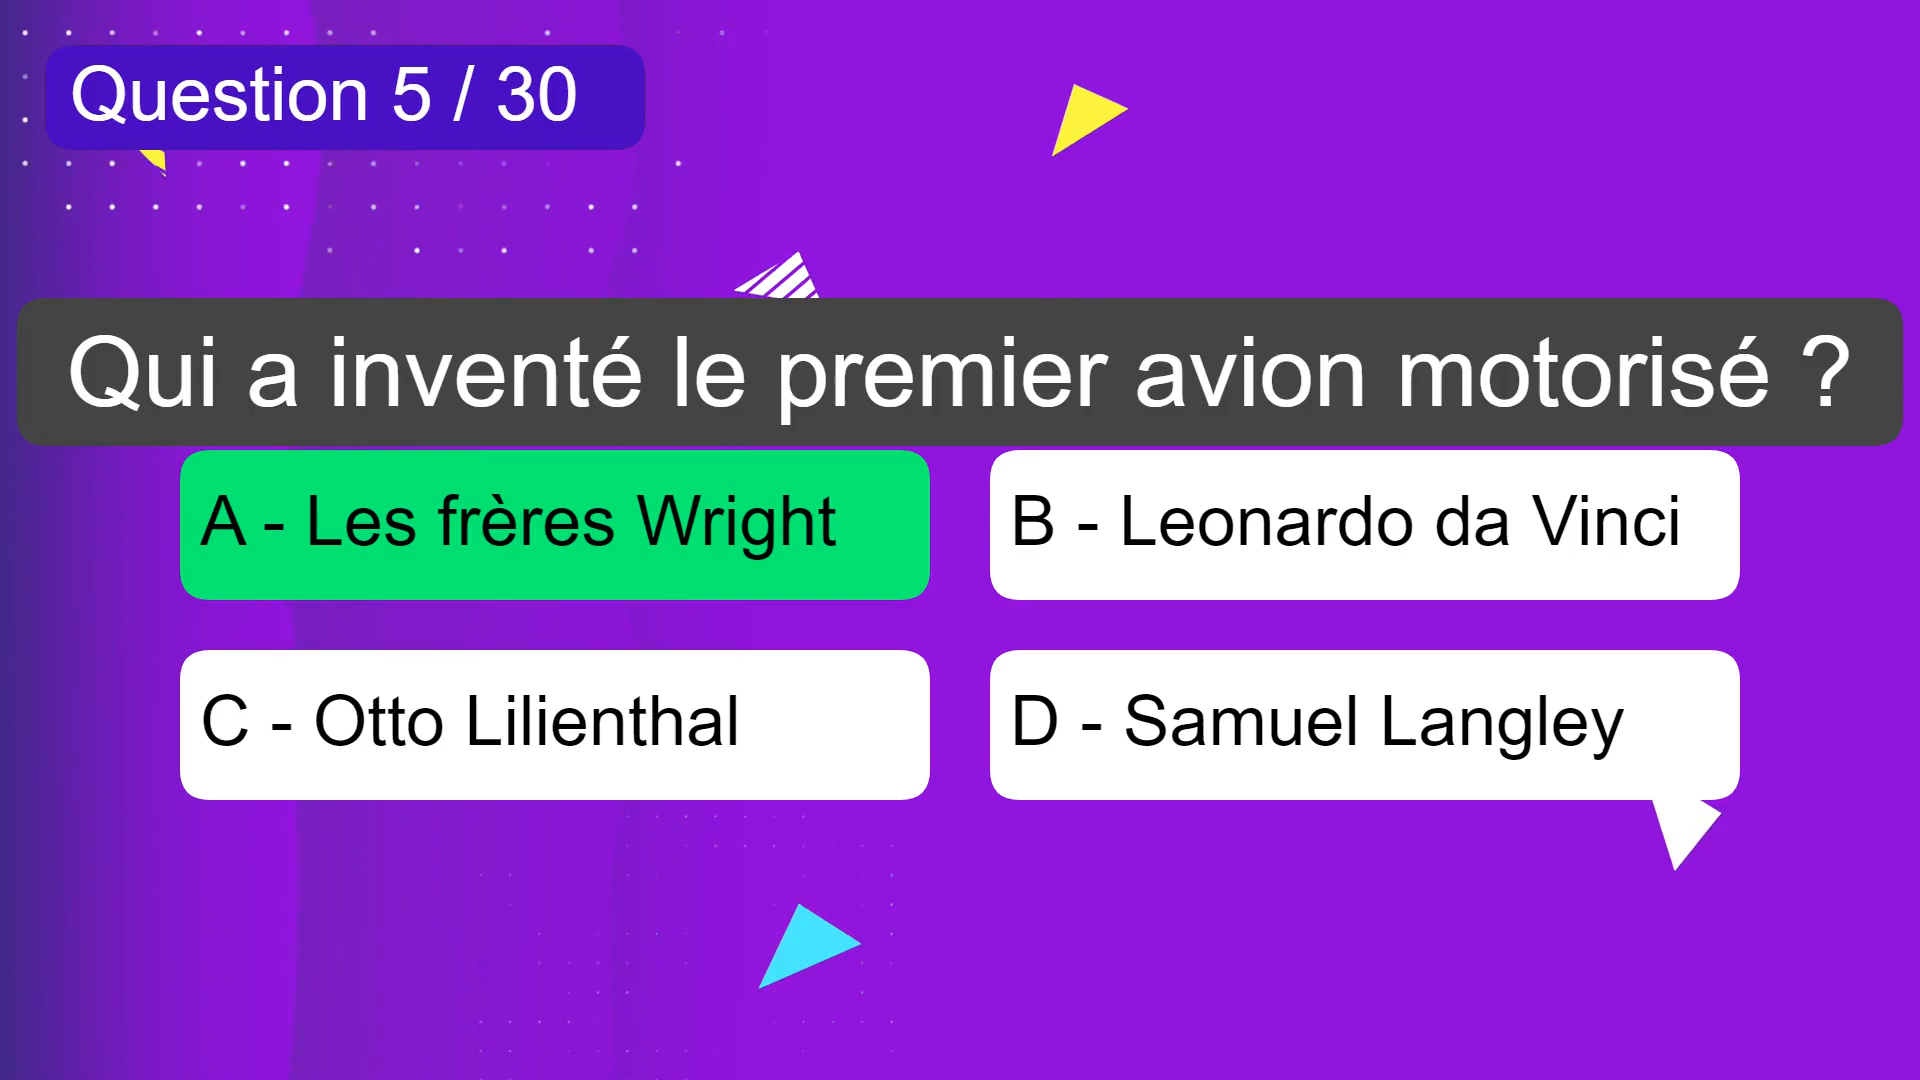 Question 5 / 30
Qui a inventé le premier avion motorisé ?
A - Les frères Wright
B - Leonardo da Vinci
C - Otto Lilienthal
D - Samuel Langley